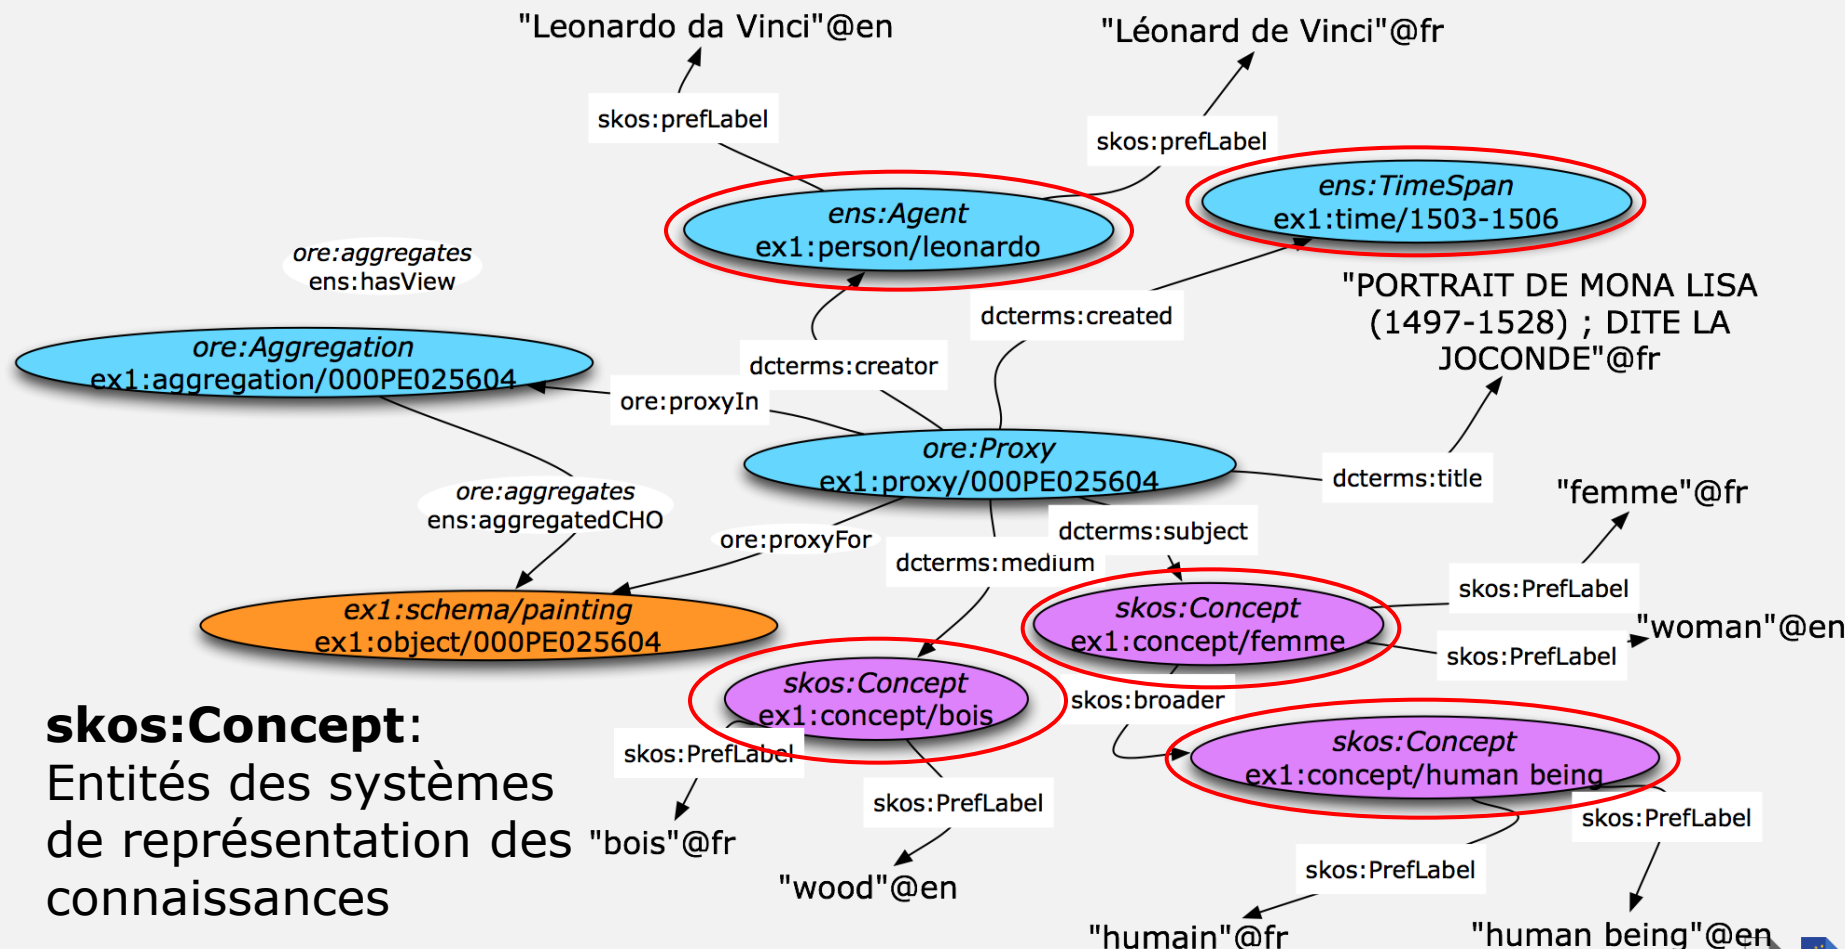 "Leonardo da Vinci"@en
"Léonard de Vinci"@fr
skos:prefLabel
skos:prefLabel
ens:Agent
ex1:person/leonardo
ens:TimeSpan
ex1:time/1503-1506
ore:aggregates
ens:hasView
"PORTRAIT DE MONA LISA
(1497-1528) ; DITE LA
JOCONDE"@fr
dcterms:created
ore:Aggregation
ex1:aggregation/000PE025604
dcterms:creator
ore:proxyIn
ore:Proxy
ex1:proxy/000PE025604
dcterms:title
ore:aggregates
ens:aggregatedCHO
"femme"@fr
ore:proxyFor
dcterms:subject
dcterms:medium
skos:PrefLabel
ex1:schema/painting
ex1:object/000PE025604
skos:Concept
ex1:concept/femme
"woman"@en
skos:PrefLabel
skos:Concept
ex1:concept/bois
skos:broader
skos:PrefLabel
skos:Concept
ex1:concept/human being
skos:PrefLabel
skos:PrefLabel
"bois"@fr
"wood"@en
skos:PrefLabel
"humain"@fr
"human being"@en
skos:Concept:
Entités des systèmes
de représentation des
connaissances